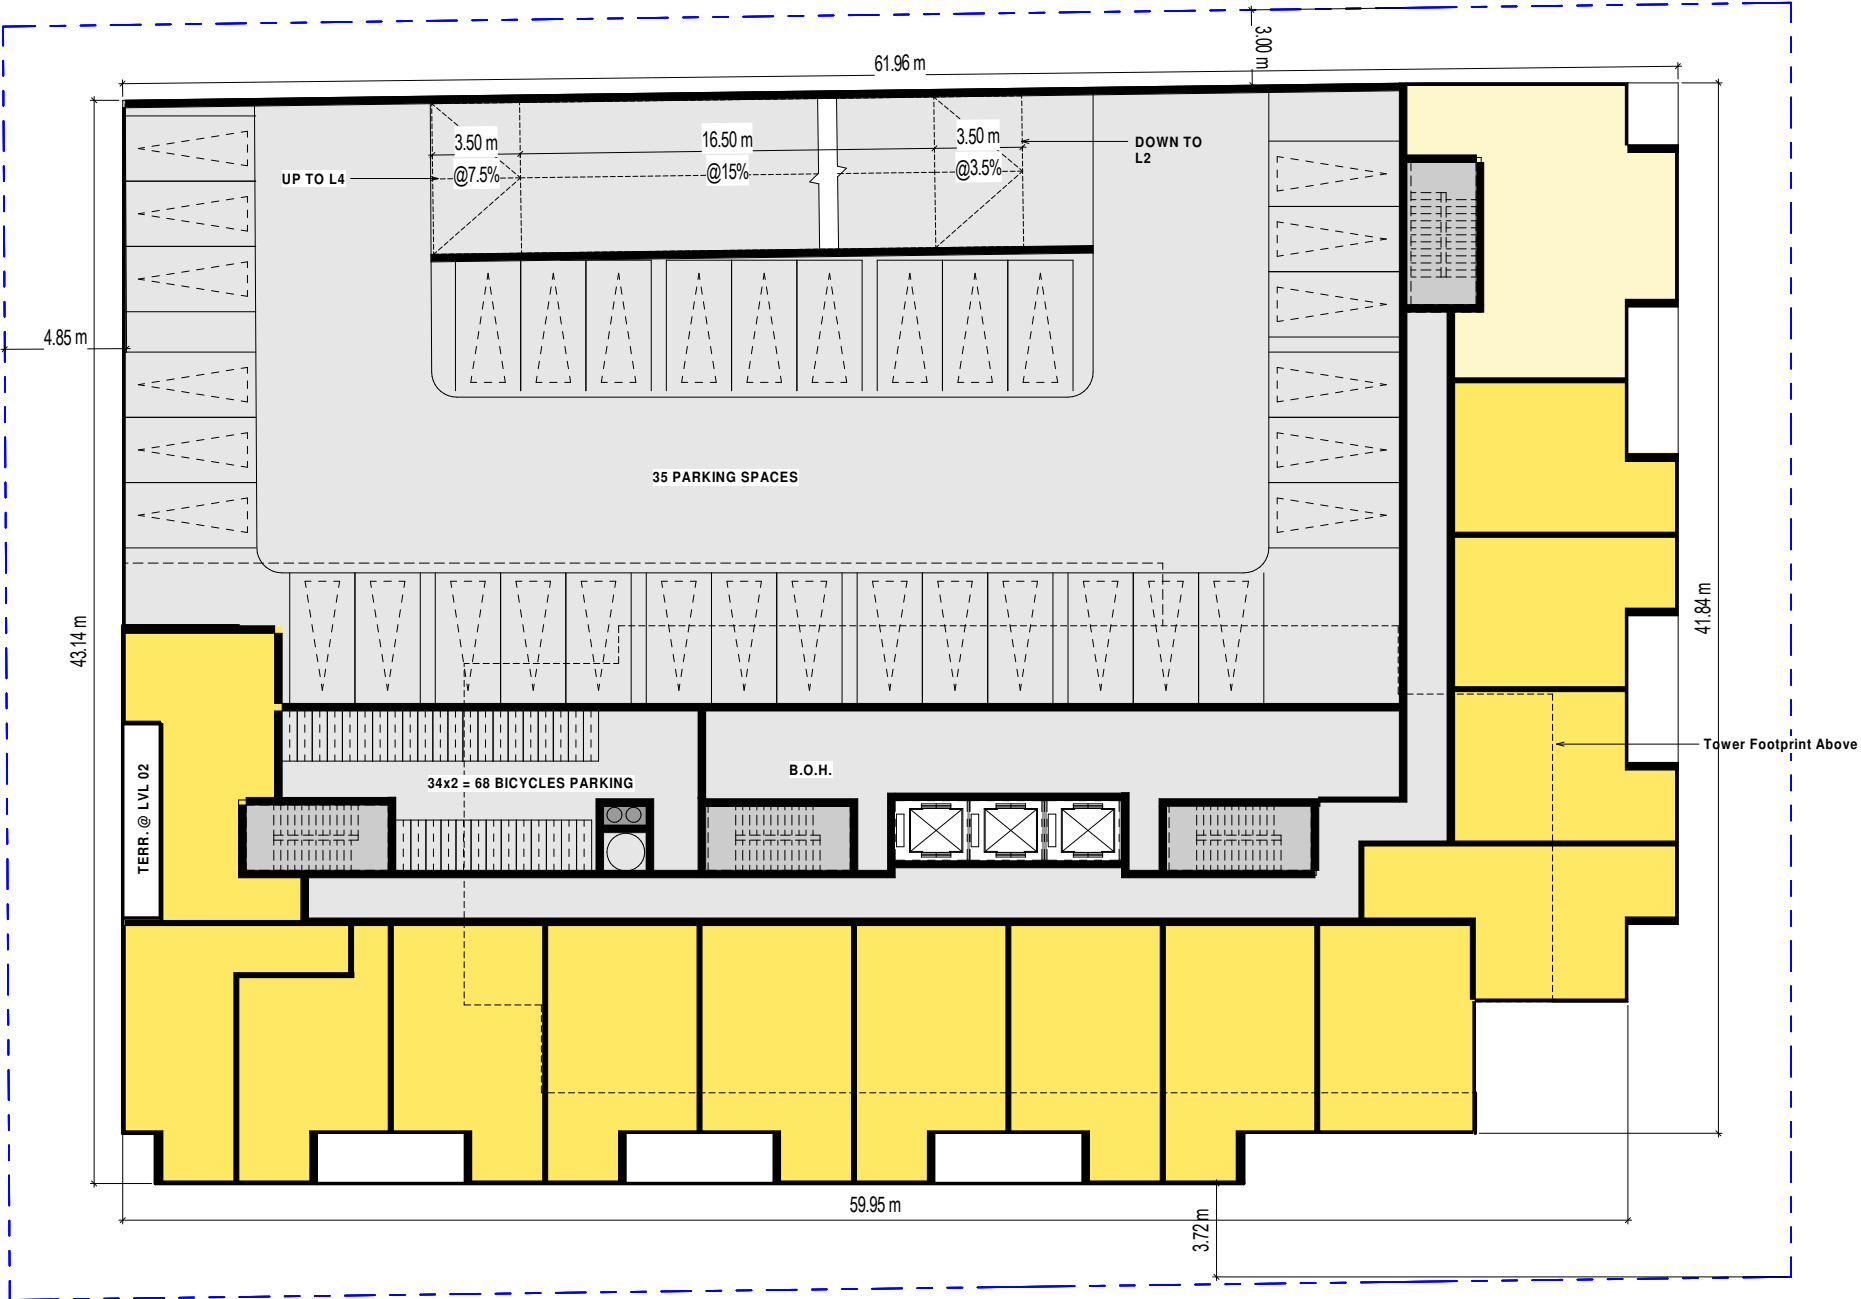 3.00 m
61.96 m
3.50 m
16.50 m
3.50 m
DOWN TO
L2
UP TO L4
@7.5%
@15%
@3.5%
4.85 m
35 PARKING SPACES
43.14 m
41.84 m
Tower Footprint Above
TERR. @ LVL 02
34x2 = 68 BICYCLES PARKING
B.O.H.
59.95 m
3.72 m